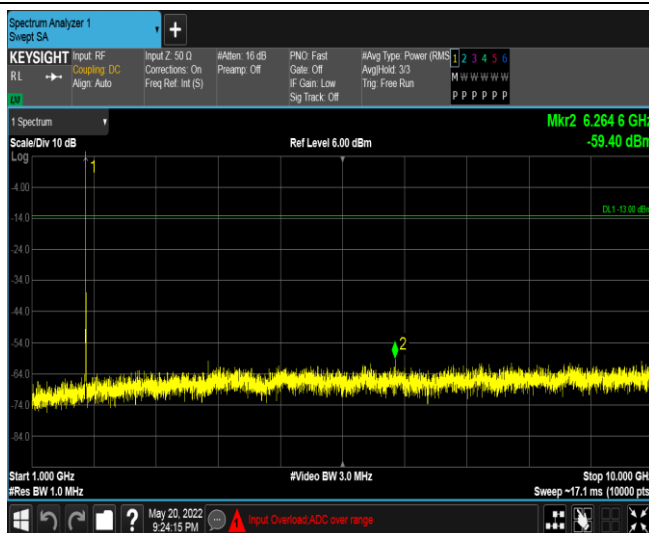 Spectrum Analyzer 1
Swept SA
KEYSIGHT
RL
Input: RF
Coupling: DC
Align: Auto
Input Z: 50 Ω
Corrections: On
Freq Ref: Int (S)
#Atten: 16 dB
Preamp: Off
PNO: Fast
Gate: Off
IF Gain: Low
Sig Track: Off
#Avg Type: Power (RMS
Avg|Hold: 3/3
Trig: Free Run
1 2 3 4 5 6
M W W W W W
P P P P P P
1 Spectrum
Mkr2 6.264 6 GHz
Scale/Div 10 dB
Ref Level 6.00 dBm
-59.40 dBm
Log
1
-4.00
DL1 -13.00 dBm
-14.0
-24.0
-34.0
-44.0
-54.0
2
-64.0
-74.0
-84.0
Start 1.000 GHz
#Video BW 3.0 MHz
Stop 10.000 GHz
#Res BW 1.0 MHz
Sweep ~17.1 ms (10000 pts
?
May 20, 2022
9:24:15 PM
Input Overload;ADC over range